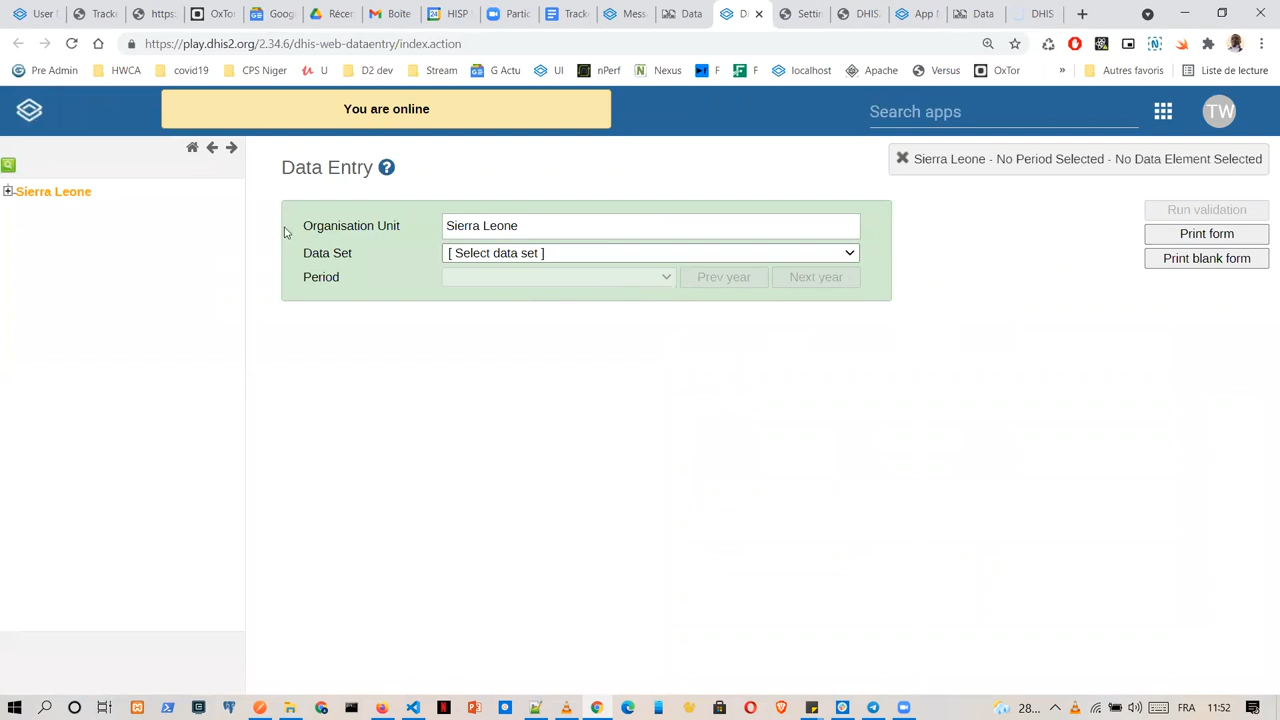 User
Track
https:
OxTor
Goog
Récer
Boîte
HISP
Partic
Track
Mess
Data
Di
Settin
DHIS.
App
Data
DHIS
https://play.dhis2.org/2.34.6/dhis-web-dataentry/index.action
Pre Admin
HWCA
covid19
CPS Niger
U
D2 dev
Stream
G Actu
UI
nPerf
Nexus
F
F
localhost
Apache
Versus
OxTor
»
Autres favoris
Liste de lecture
You are online
Search apps
TW
Sierra Leone
Data Entry ?
Sierra Leone - No Period Selected - No Data Element Selected
Organisation Unit
Sierra Leone
Data Set
[ Select data set ]
Period
Prev year
Next year
Run validation
Print form
Print blank form
28...
FRA
11:52